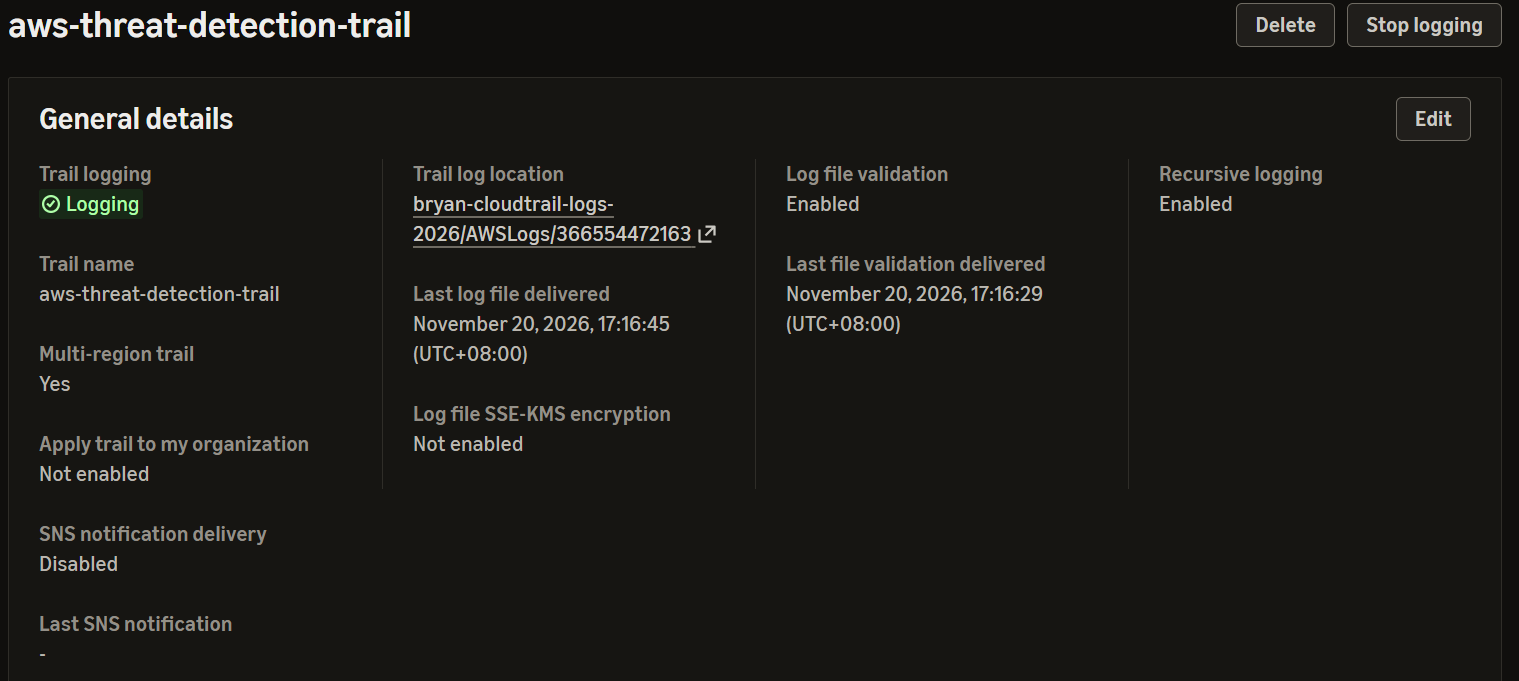 aws-threat-detection-trail
Delete
Stop logging
General details
Edit
Trail logging
Logging
Trail name
aws-threat-detection-trail
Multi-region trail
Yes
Apply trail to my organization
Not enabled
SNS notification delivery
Disabled
Last SNS notification
-
Trail log location
bryan-cloudtrail-logs-
2026/AWSLogs/366554472163
Last log file delivered
November 20, 2026, 17:16:45
(UTC+08:00)
Log file SSE-KMS encryption
Not enabled
Log file validation
Enabled
Last file validation delivered
November 20, 2026, 17:16:29
(UTC+08:00)
Recursive logging
Enabled